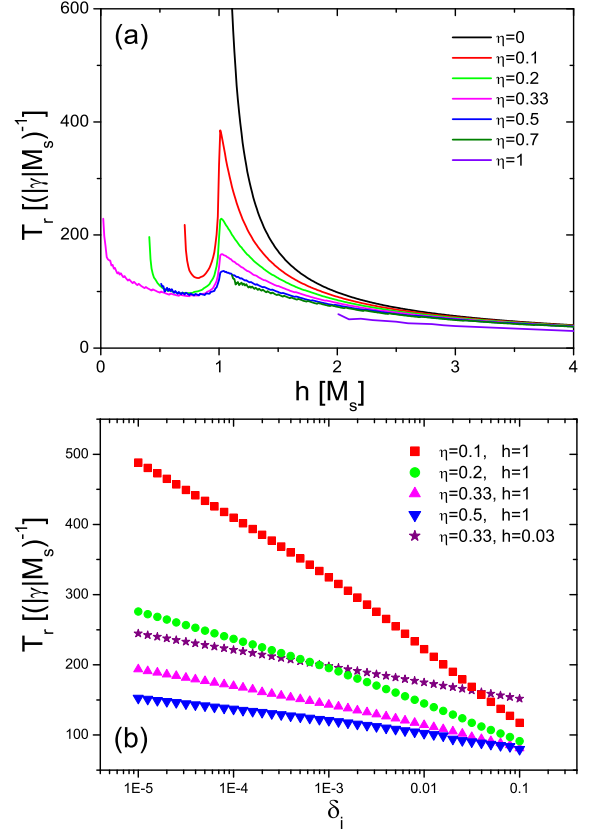 (a)
600
400
200
0
T_r [(|γ|M_s)^-1]
η=0
η=0.1
η=0.2
η=0.33
η=0.5
η=0.7
η=1
0 1 2 3 4
h [M_s]
(b)
500
400
300
200
100
T_r [(|γ|M_s)^-1]
η=0.1, h=1
η=0.2, h=1
η=0.33, h=1
η=0.5, h=1
η=0.33, h=0.03
1E-5 1E-4 1E-3 0.01 0.1
δ_i